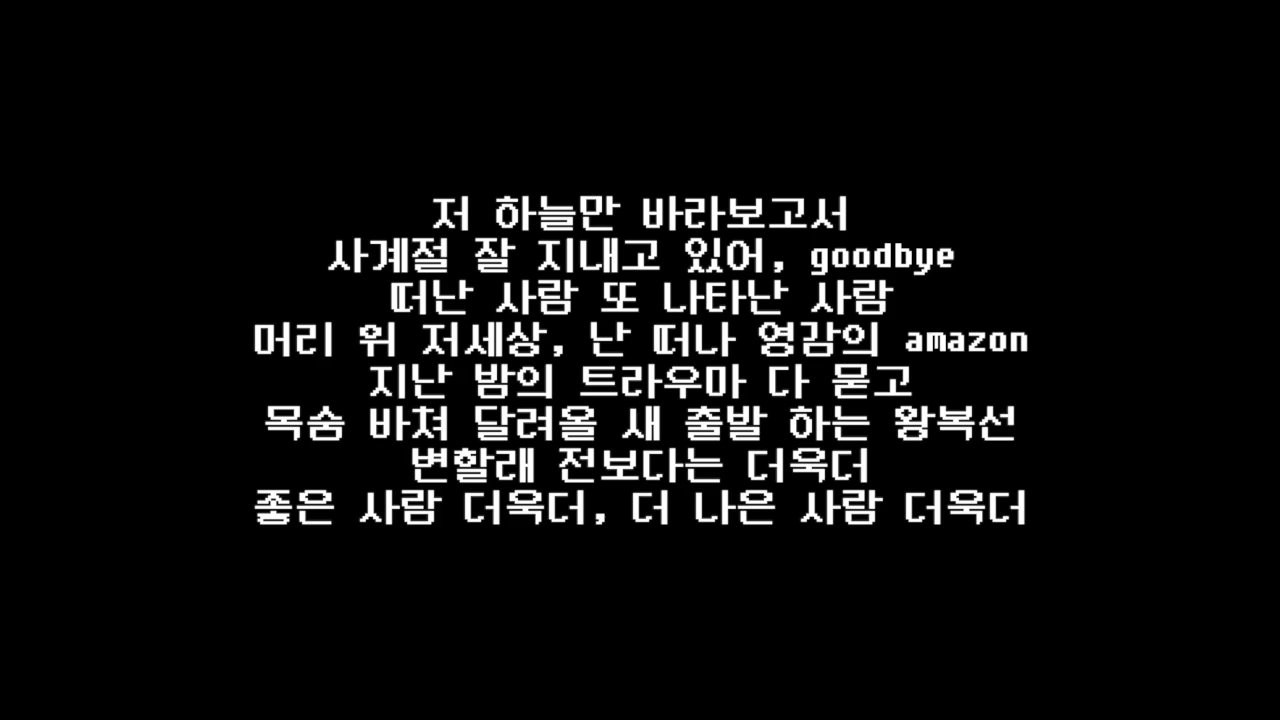 저 하늘만 바라보고서
사계절 잘 지내고 있어, goodbye
떠난 사람 또 나타난 사람
머리 위 저세상, 난 떠나 영감의 amazon
지난 밤의 트라우마 다 묻고
목숨 바쳐 달려올 새 출발 하는 왕복선
변할래 전보다는 더욱더
좋은 사람 더욱더, 더 나은 사람 더욱더